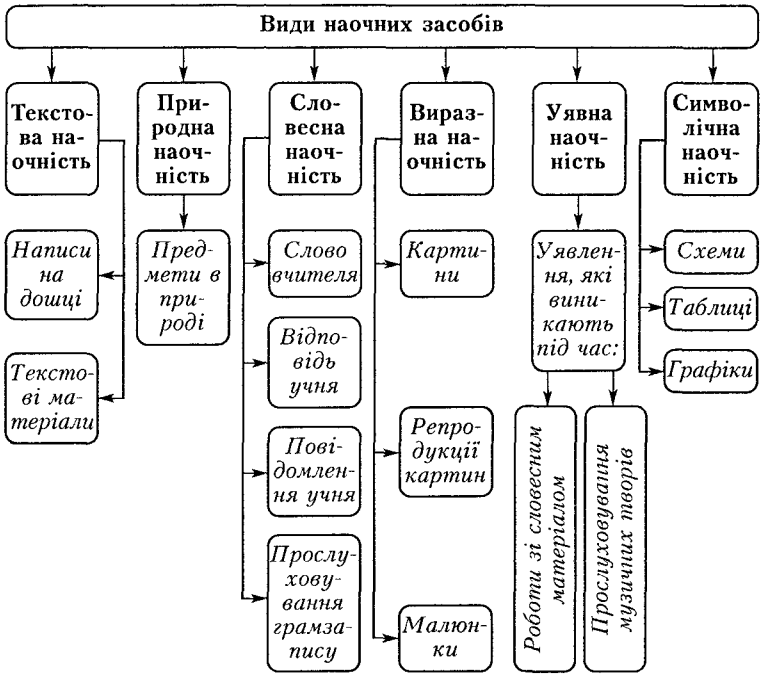 Види наочних засобів
Тексто-
ва на-
очність
При-
родна
наоч-
ність
Сло-
весна
наоч-
ність
Вираз-
на на-
очність
Уявна
наоч-
ність
Симво-
лічна
наоч-
ність
Написи
на
дошці
Тексто-
ві ма-
теріали
Пред-
мети в
при-
роді
Слово
вчителя
Відпо-
відь
учня
Пові-
домлен-
ня учня
Прослу-
хову-
вання
грамза-
пису
Карти-
ни
Репро-
дукції
картин
Малюн-
ки
Уявлен-
ня, які
вини-
кають
під час:
Роботи зі словесним
матеріалом
Прослуховування
музичних творів
Схеми
Таблиці
Графіки